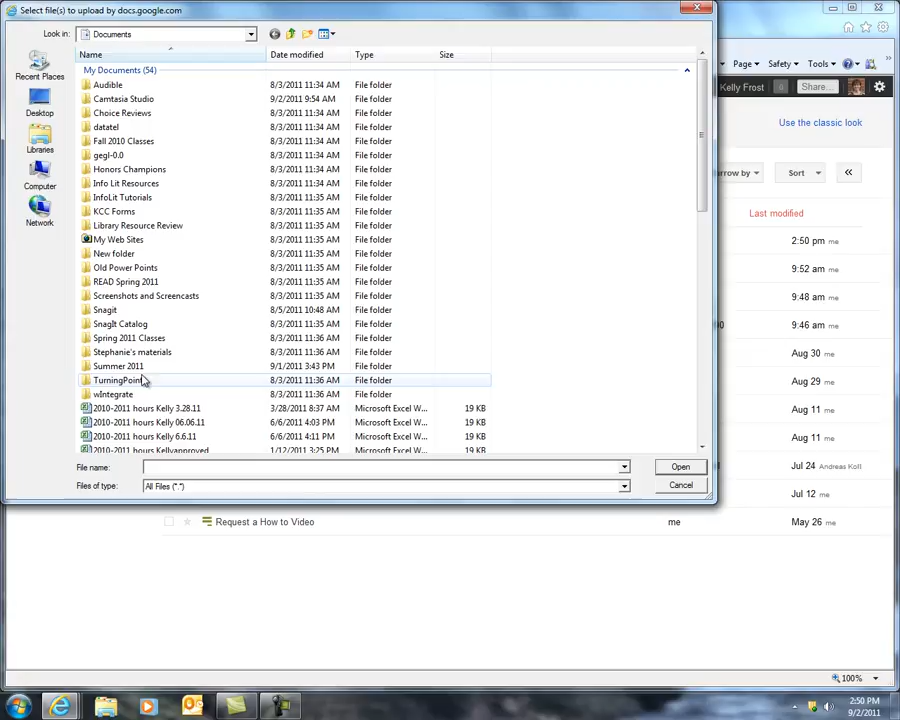 Select file(s) to upload by docs.google.com
Look in: Documents
Name Date modified Type Size
My Documents (54)
Audible 8/3/2011 11:34 AM File folder
Camtasia Studio 9/2/2011 9:54 AM File folder
Choice Reviews 8/3/2011 11:34 AM File folder
datatel 8/3/2011 11:34 AM File folder
Fall 2010 Classes 8/3/2011 11:34 AM File folder
gegl-0.0 8/3/2011 11:34 AM File folder
Honors Champions 8/3/2011 11:34 AM File folder
Info Lit Resources 8/3/2011 11:34 AM File folder
InfoLit Tutorials 8/3/2011 11:34 AM File folder
KCC Forms 8/3/2011 11:34 AM File folder
Library Resource Review 8/3/2011 11:35 AM File folder
My Web Sites 8/3/2011 11:35 AM File folder
New folder 8/3/2011 11:35 AM File folder
Old Power Points 8/3/2011 11:35 AM File folder
READ Spring 2011 8/3/2011 11:35 AM File folder
Screenshots and Screencasts 8/3/2011 11:35 AM File folder
Snagit 8/5/2011 10:48 AM File folder
SnagIt Catalog 8/3/2011 11:35 AM File folder
Spring 2011 Classes 8/3/2011 11:36 AM File folder
Stephanie's materials 8/3/2011 11:36 AM File folder
Summer 2011 9/1/2011 3:43 PM File folder
TurningPoint 8/3/2011 11:36 AM File folder
wIntegrate 8/3/2011 11:36 AM File folder
2010-2011 hours Kelly 3.28.11 3/28/2011 8:37 AM Microsoft Excel W... 19 KB
2010-2011 hours Kelly 06.06.11 6/6/2011 4:03 PM Microsoft Excel W... 19 KB
2010-2011 hours Kelly 6.6.11 6/6/2011 4:11 PM Microsoft Excel W... 19 KB
2010-2011 hours Kellyapproved 1/12/2011 3:25 PM Microsoft Excel W... 19 KB
Recent Places
Desktop
Libraries
Computer
Network
File name: Open
Files of type: All Files (*.*) Cancel
Page Safety Tools
Kelly Frost 0 Share...
Use the classic look
Sort
Last modified
2:50 pm me
9:52 am me
9:48 am me
9:46 am me
Aug 30 me
Aug 29 me
Aug 11 me
Aug 11 me
Jul 24 Andreas Koll
Jul 12 me
Request a How to Video me May 26 me
100%
2:50 PM
9/2/2011